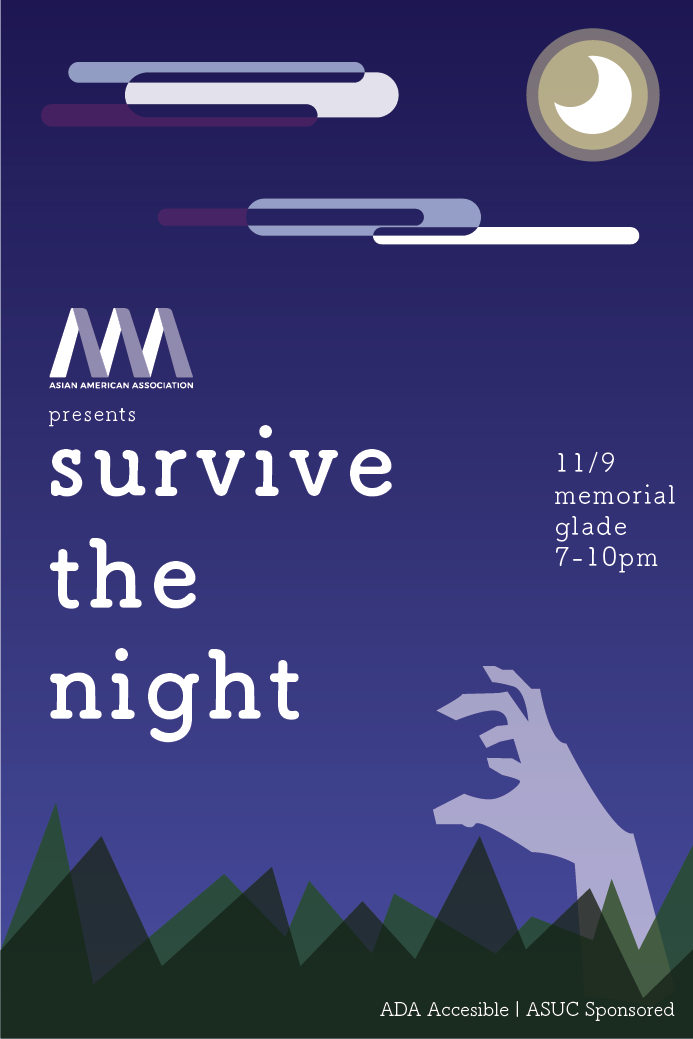 ASIAN AMERICAN ASSOCIATION
presents
survive
the
night
11/9
memorial
glade
7-10pm
ADA Accesible | ASUC Sponsored